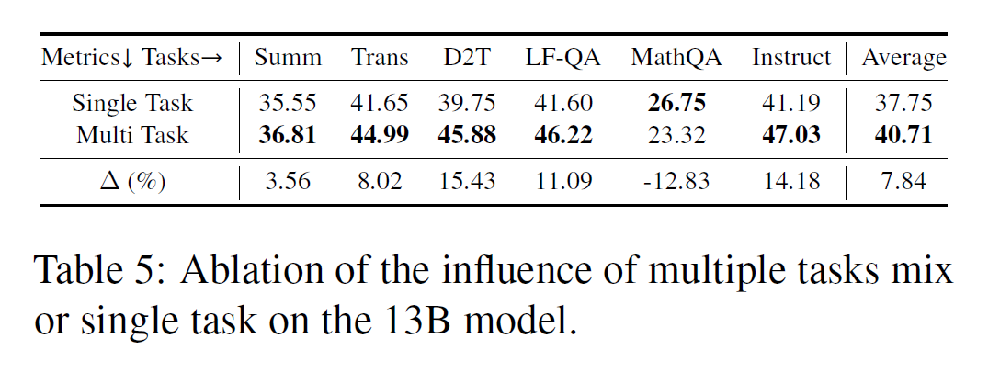 Metrics↓ Tasks→ Summ Trans D2T LF-QA MathQA Instruct Average
Single Task 35.55 41.65 39.75 41.60 26.75 41.19 37.75
Multi Task 36.81 44.99 45.88 46.22 23.32 47.03 40.71
Δ (%) 3.56 8.02 15.43 11.09 -12.83 14.18 7.84
Table 5: Ablation of the influence of multiple tasks mix
or single task on the 13B model.